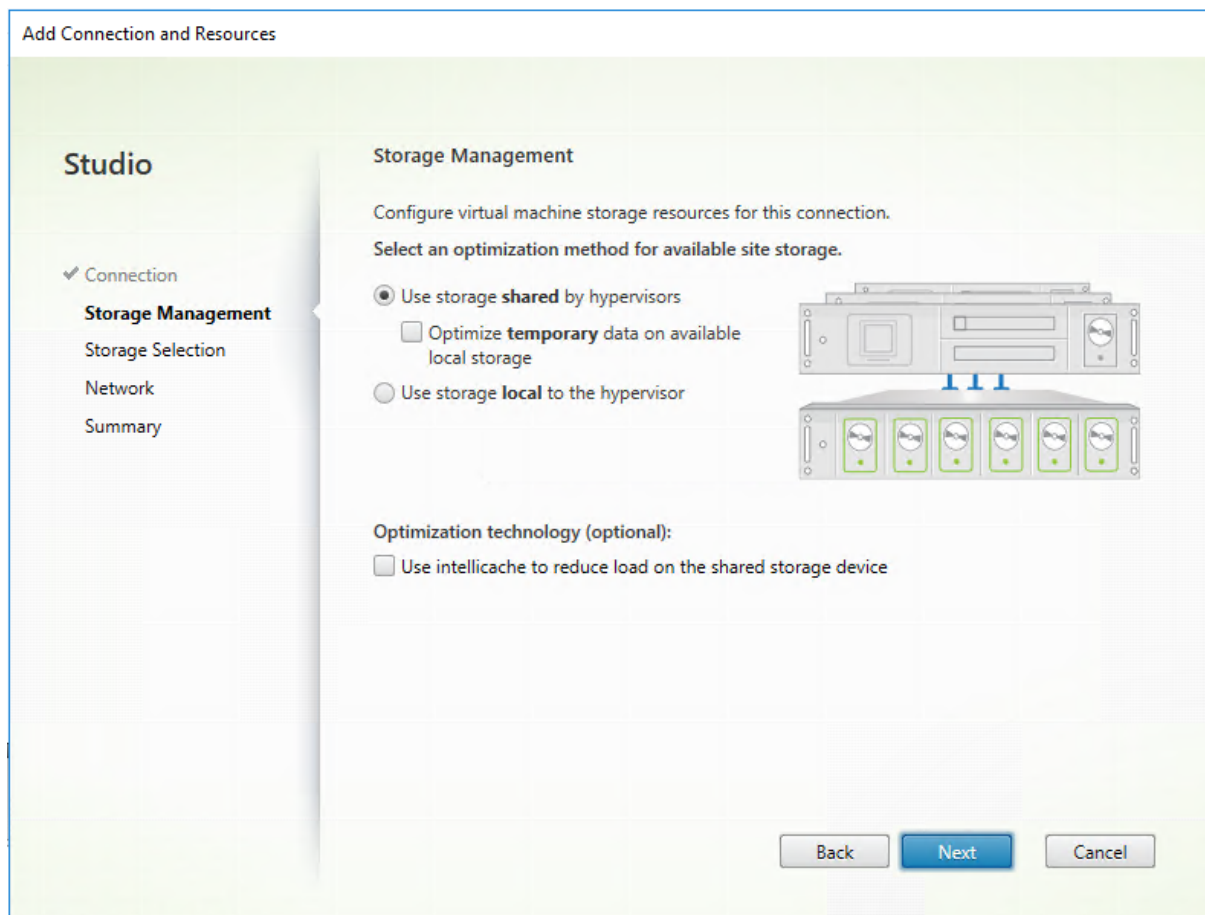 Add Connection and Resources
Studio
Connection
Storage Management
Storage Selection
Network
Summary
Storage Management
Configure virtual machine storage resources for this connection.
Select an optimization method for available site storage.
Use storage shared by hypervisors
Optimize temporary data on available
local storage
Use storage local to the hypervisor
Optimization technology (optional):
Use intellicache to reduce load on the shared storage device
Back
Next
Cancel